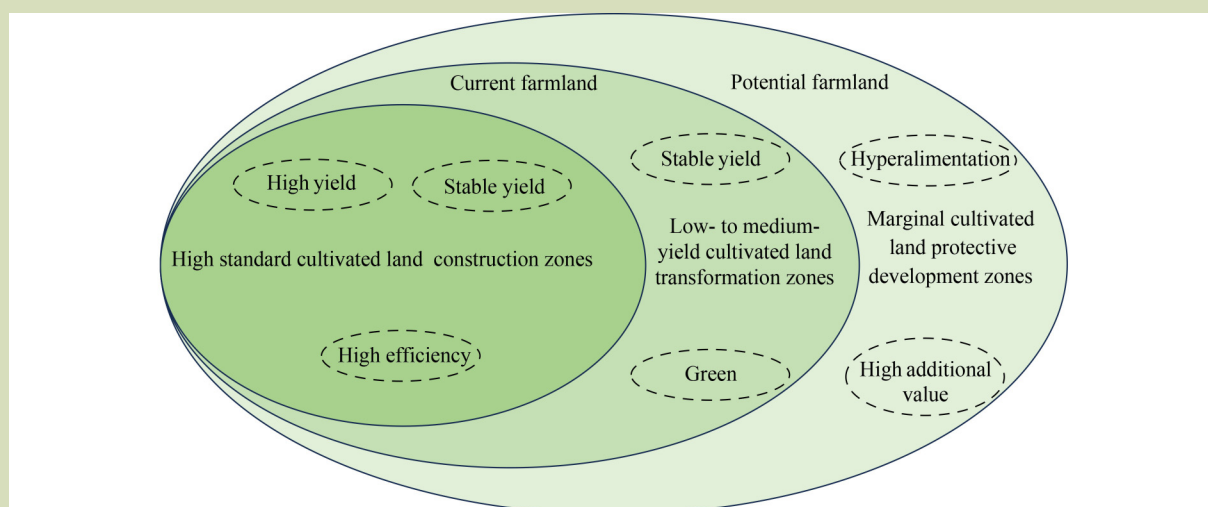 Current farmland
Potential farmland
High yield
Stable yield
High standard cultivated land construction zones
High efficiency
Stable yield
Low- to medium-
yield cultivated land
transformation zones
Green
Hyperalimentation
Marginal cultivated
land protective
development zones
High additional
value